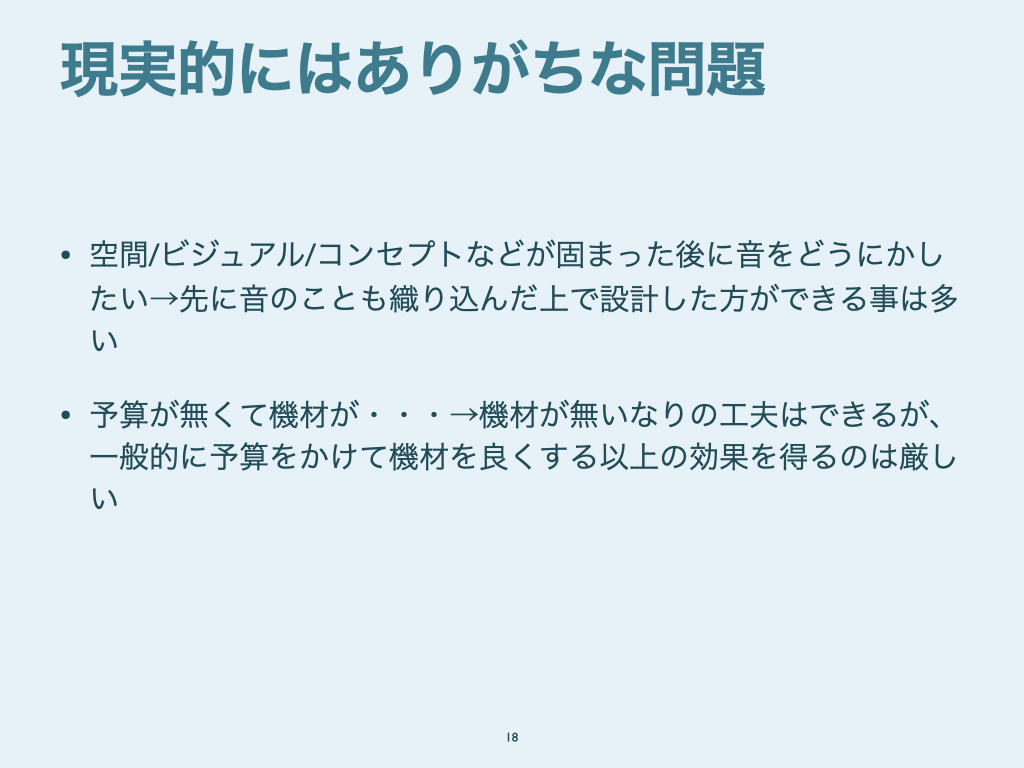 現実的にはありがちな問題
• 空間/ビジュアル/コンセプトなどが固まった後に音をどうにかし
たい→先に音のことも織り込んだ上で設計した方ができる事は多
い
• 予算が無くて機材が・・・→機材が無いなりの工夫はできるが、
一般的に予算をかけて機材を良くする以上の効果を得るのは厳し
い
18